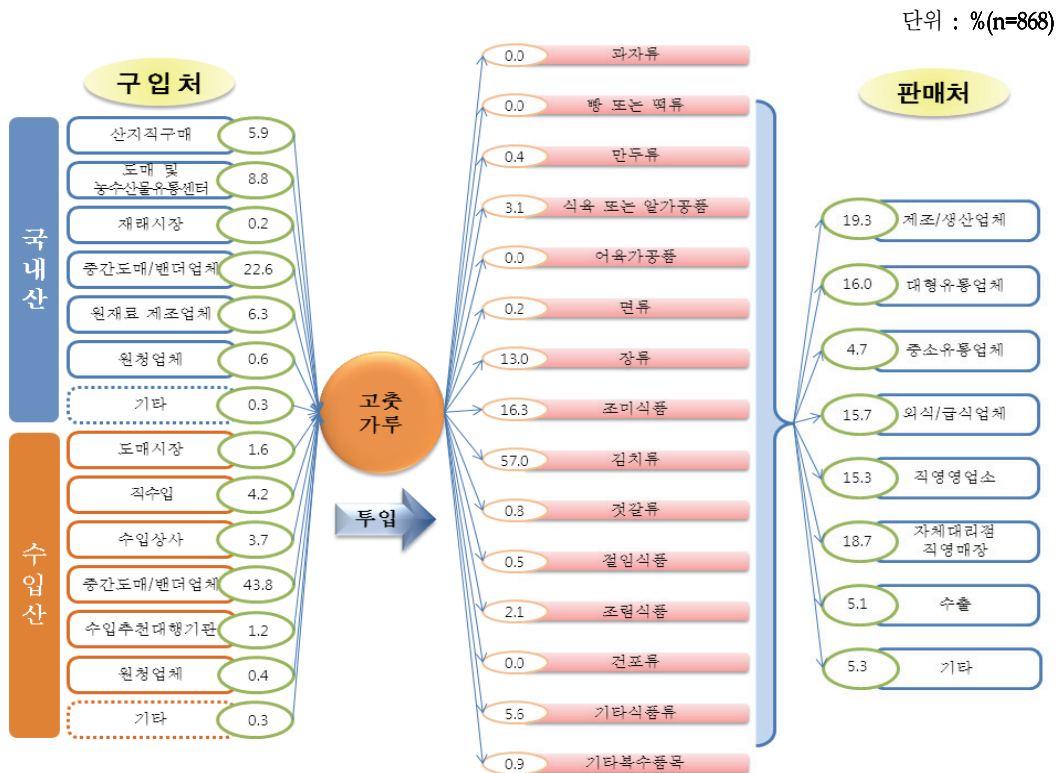 단위 : %(n=868)
구입처
국내산
산지직구매 5.9
도매 및
농수산물유통센터 8.8
재래시장 0.2
중간도매/밴더업체 22.6
원재료 제조업체 6.3
원청업체 0.6
기타 0.3
수입산
도매시장 1.6
직수입 4.2
수입상사 3.7
중간도매/밴더업체 43.8
수입추천대행기관 1.2
원청업체 0.4
기타 0.3
고춧
가루
투입
0.0 과자류
0.0 빵 또는 떡류
0.4 만두류
3.1 식육 또는 알가공품
0.0 어육가공품
0.2 면류
13.0 장류
16.3 조미식품
57.0 김치류
0.8 젓갈류
0.5 절임식품
2.1 조림식품
0.0 건포류
5.6 기타식품류
0.9 기타복수품목
판매처
19.3 제조/생산업체
16.0 대형유통업체
4.7 중소유통업체
15.7 외식/급식업체
15.3 직영영업소
18.7 자체대리점
직영매장
5.1 수출
5.3 기타